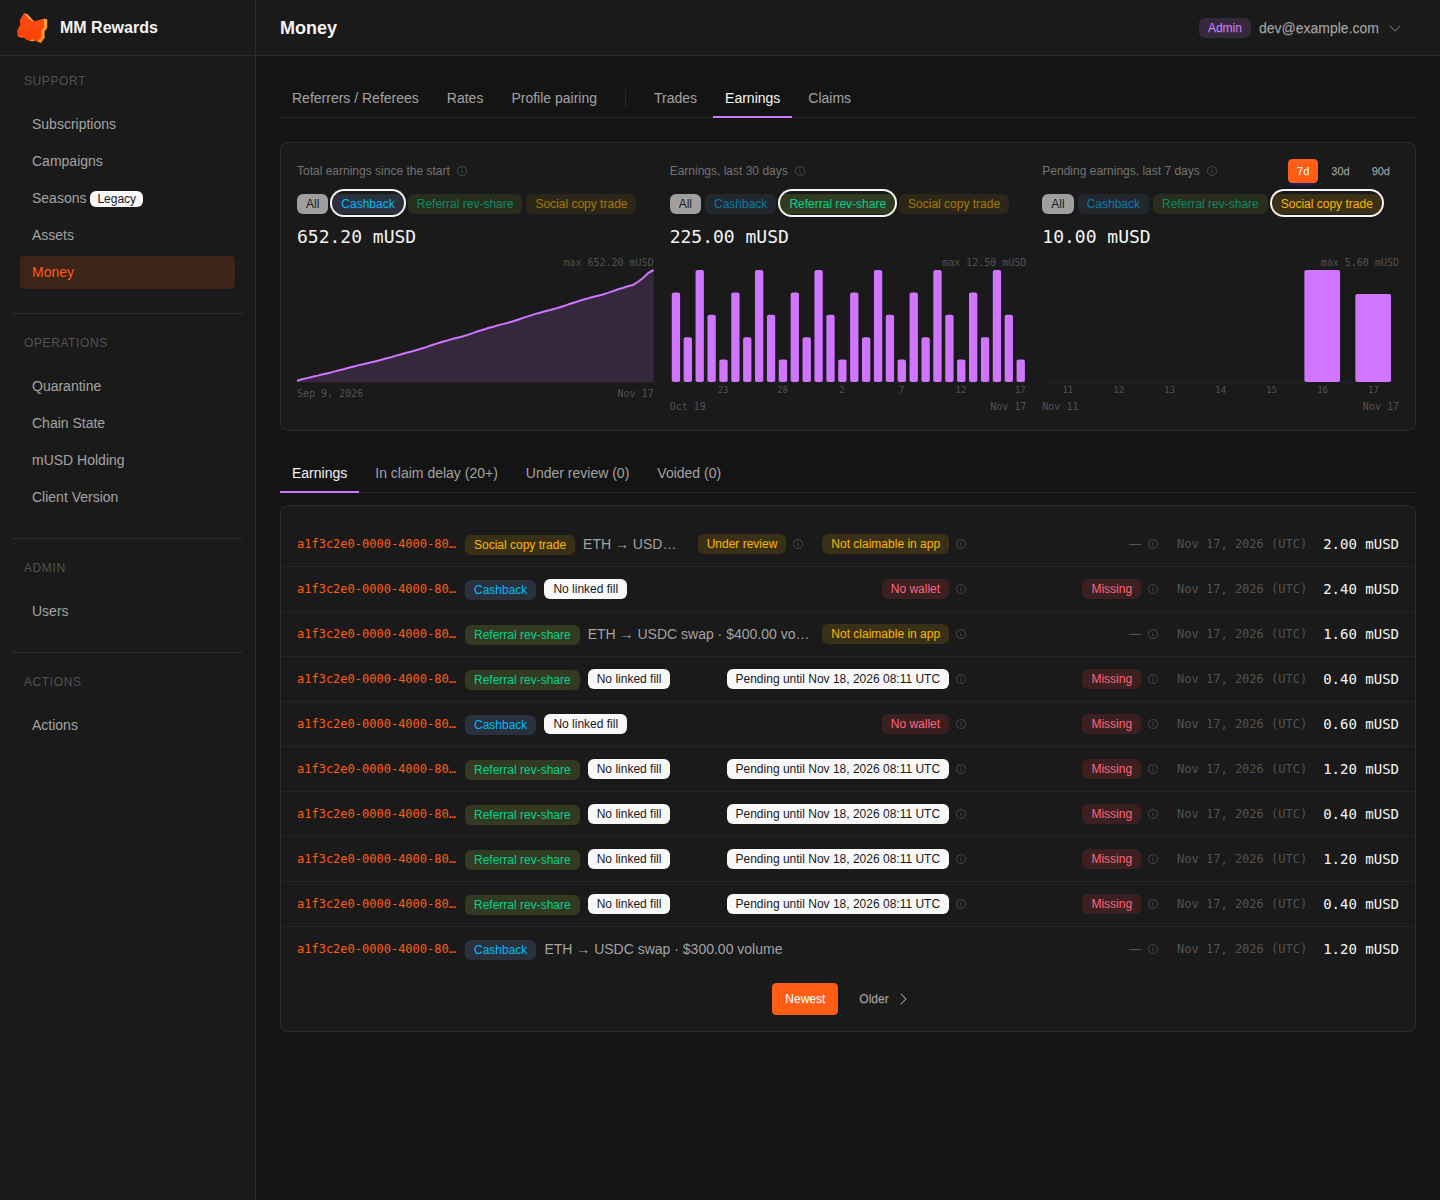 MM Rewards
Money
Admin dev@example.com
SUPPORT
Subscriptions
Campaigns
Seasons Legacy
Assets
Money
OPERATIONS
Quarantine
Chain State
mUSD Holding
Client Version
ADMIN
Users
ACTIONS
Actions
Referrers / Referees Rates Profile pairing Trades Earnings Claims
Total earnings since the start
All Cashback Referral rev-share Social copy trade
652.20 mUSD
max 652.20 mUSD
Sep 9, 2026 Nov 17
Earnings, last 30 days
All Cashback Referral rev-share Social copy trade
225.00 mUSD
max 12.50 mUSD
23 28 2 7 12 17
Oct 19 Nov 17
Pending earnings, last 7 days 7d 30d 90d
All Cashback Referral rev-share Social copy trade
10.00 mUSD
max 5.60 mUSD
11 12 13 14 15 16 17
Nov 11 Nov 17
Earnings In claim delay (20+) Under review (0) Voided (0)
a1f3c2e0-0000-4000-80… Social copy trade ETH → USD… Under review Not claimable in app — Nov 17, 2026 (UTC) 2.00 mUSD
a1f3c2e0-0000-4000-80… Cashback No linked fill No wallet Missing Nov 17, 2026 (UTC) 2.40 mUSD
a1f3c2e0-0000-4000-80… Referral rev-share ETH → USDC swap · $400.00 vo… Not claimable in app — Nov 17, 2026 (UTC) 1.60 mUSD
a1f3c2e0-0000-4000-80… Referral rev-share No linked fill Pending until Nov 18, 2026 08:11 UTC Missing Nov 17, 2026 (UTC) 0.40 mUSD
a1f3c2e0-0000-4000-80… Cashback No linked fill No wallet Missing Nov 17, 2026 (UTC) 0.60 mUSD
a1f3c2e0-0000-4000-80… Referral rev-share No linked fill Pending until Nov 18, 2026 08:11 UTC Missing Nov 17, 2026 (UTC) 1.20 mUSD
a1f3c2e0-0000-4000-80… Referral rev-share No linked fill Pending until Nov 18, 2026 08:11 UTC Missing Nov 17, 2026 (UTC) 0.40 mUSD
a1f3c2e0-0000-4000-80… Referral rev-share No linked fill Pending until Nov 18, 2026 08:11 UTC Missing Nov 17, 2026 (UTC) 1.20 mUSD
a1f3c2e0-0000-4000-80… Referral rev-share No linked fill Pending until Nov 18, 2026 08:11 UTC Missing Nov 17, 2026 (UTC) 0.40 mUSD
a1f3c2e0-0000-4000-80… Cashback ETH → USDC swap · $300.00 volume — Nov 17, 2026 (UTC) 1.20 mUSD
Newest Older